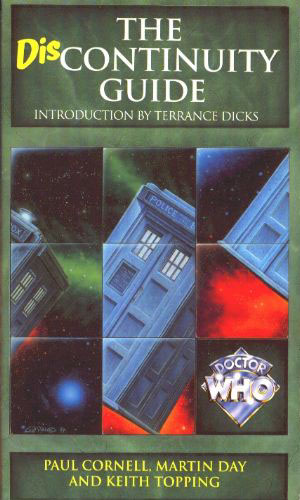 THE
DisCONTINUITY
GUIDE
INTRODUCTION BY TERRANCE DICKS
POLICE
DOCTOR
WHO
PAUL CORNELL, MARTIN DAY
AND KEITH TOPPING